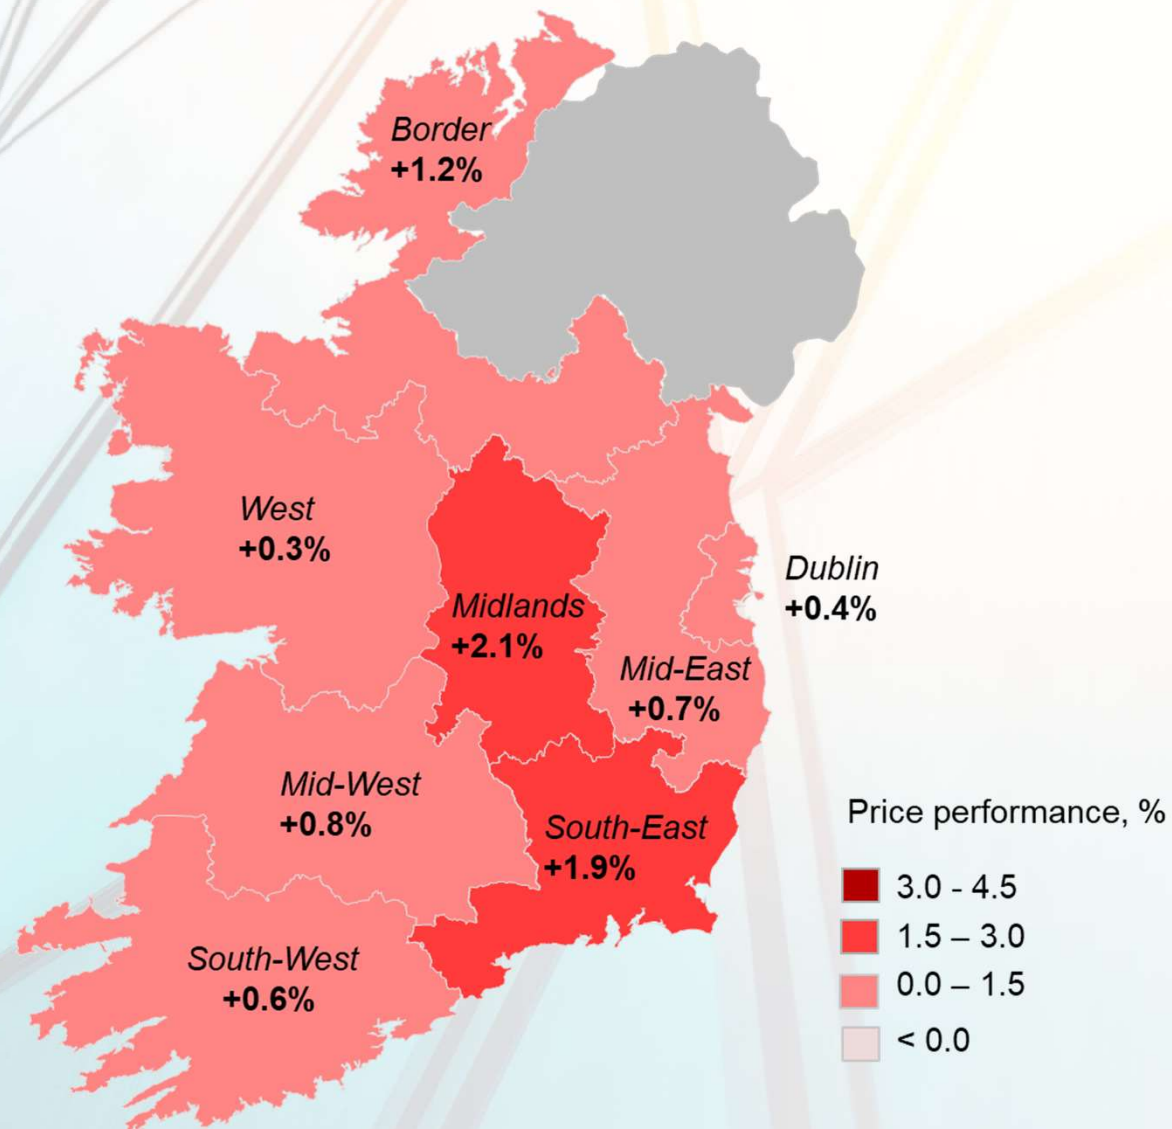 Border
+1.2%
West
+0.3%
Dublin
+0.4%
Midlands
+2.1%
Mid-East
+0.7%
Mid-West
+0.8%
South-East
+1.9%
South-West
+0.6%
Price performance, %
3.0 - 4.5
1.5 – 3.0
0.0 – 1.5
< 0.0